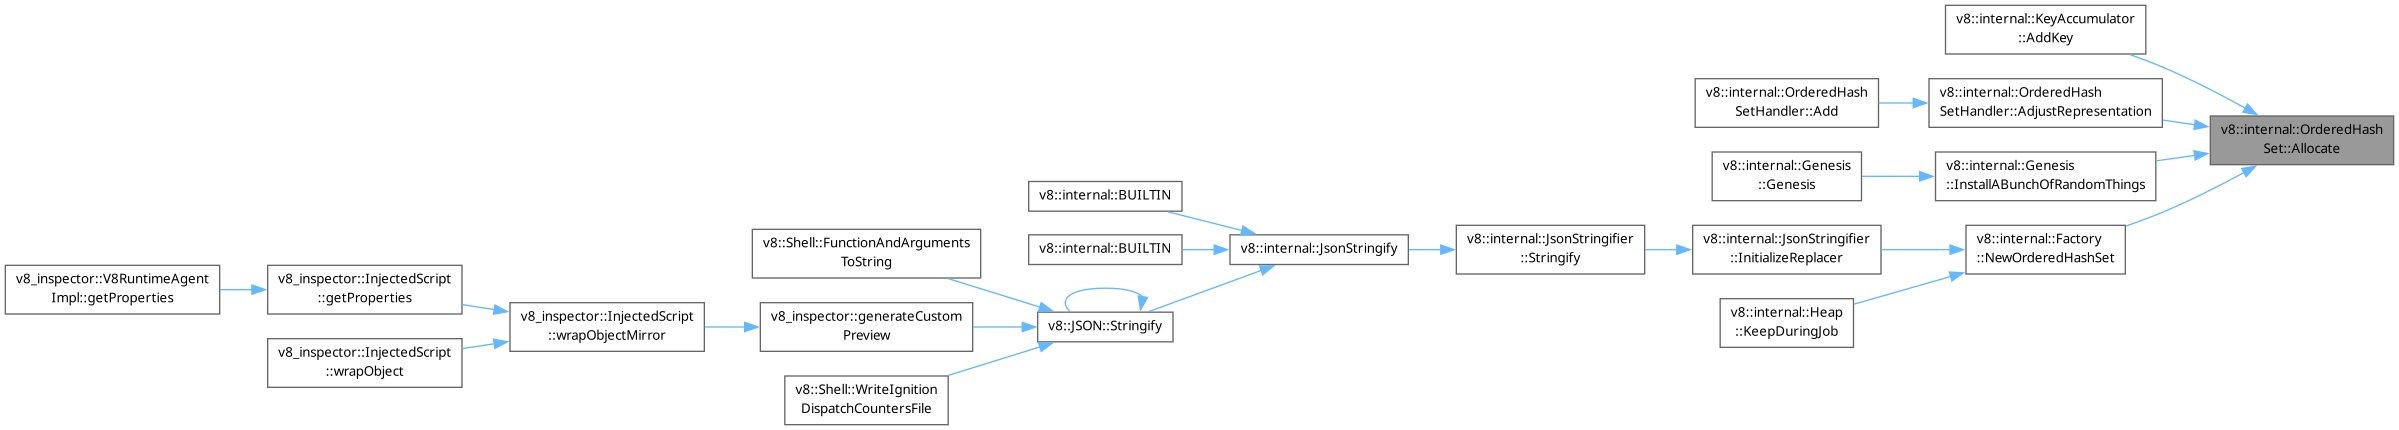 v8::internal::KeyAccumulator
::AddKey
v8::internal::OrderedHash
SetHandler::Add
v8::internal::OrderedHash
SetHandler::AdjustRepresentation
v8::internal::OrderedHash
Set::Allocate
v8::internal::Genesis
::Genesis
v8::internal::Genesis
::InstallABunchOfRandomThings
v8::internal::BUILTIN
v8::internal::BUILTIN
v8::internal::JsonStringify
v8::internal::JsonStringifier
::Stringify
v8::internal::JsonStringifier
::InitializeReplacer
v8::internal::Factory
::NewOrderedHashSet
v8::internal::Heap
::KeepDuringJob
v8::Shell::FunctionAndArguments
ToString
v8_inspector::V8RuntimeAgent
Impl::getProperties
v8_inspector::InjectedScript
::getProperties
v8_inspector::InjectedScript
::wrapObjectMirror
v8_inspector::generateCustom
Preview
v8::JSON::Stringify
v8_inspector::InjectedScript
::wrapObject
v8::Shell::WriteIgnition
DispatchCountersFile